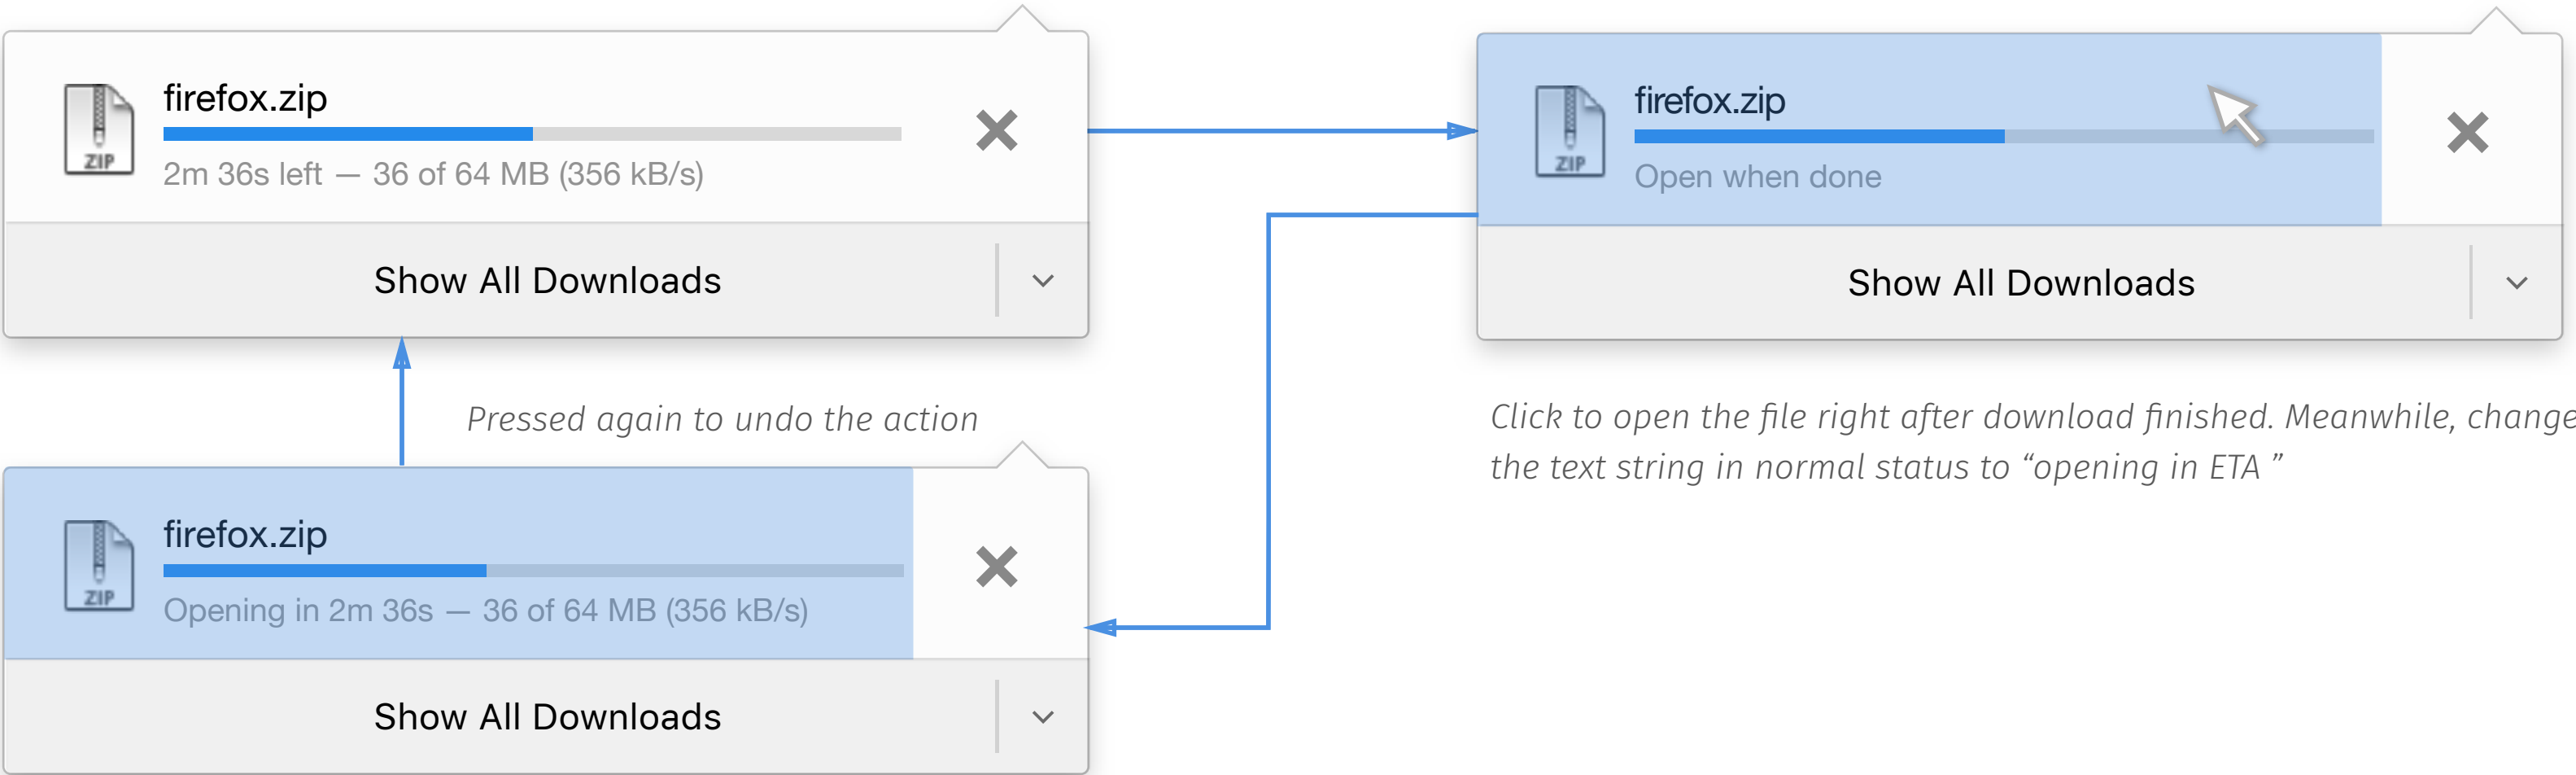 firefox.zip
ZIP
2m 36s left — 36 of 64 MB (356 kB/s)
Show All Downloads
firefox.zip
ZIP
Open when done
Show All Downloads
Pressed again to undo the action
Click to open the file right after download finished. Meanwhile, change
the text string in normal status to “opening in ETA ”
firefox.zip
ZIP
Opening in 2m 36s — 36 of 64 MB (356 kB/s)
Show All Downloads